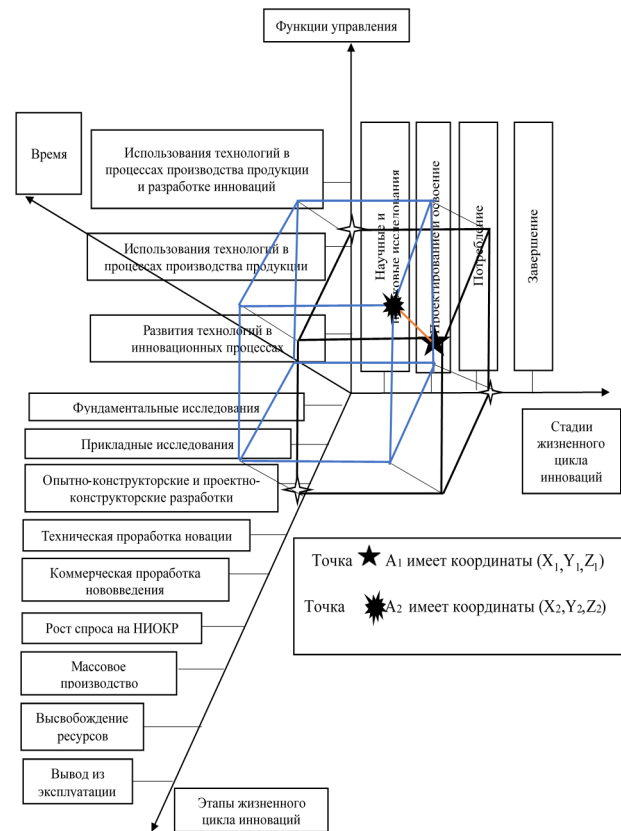 Функции управления
Время
Использования технологий в
процессах производства продукции
и разработке инноваций
Использования технологий в
процессах производства продукции
Развития технологий в
инновационных процессах
Научные и
исследования
Проектирование и освоение
Потребление
Завершение
Фундаментальные исследования
Прикладные исследования
Опытно-конструкторские и проектно-
конструкторские разработки
Техническая проработка новации
Коммерческая проработка
нововведения
Рост спроса на НИОКР
Массовое
производство
Высвобождение
ресурсов
Вывод из
эксплуатации
Этапы жизненного
цикла инноваций
Стадии
жизненного
цикла
инноваций
Точка A1 имеет координаты (X1,Y1,Z1)
Точка A2 имеет координаты (X2,Y2,Z2)